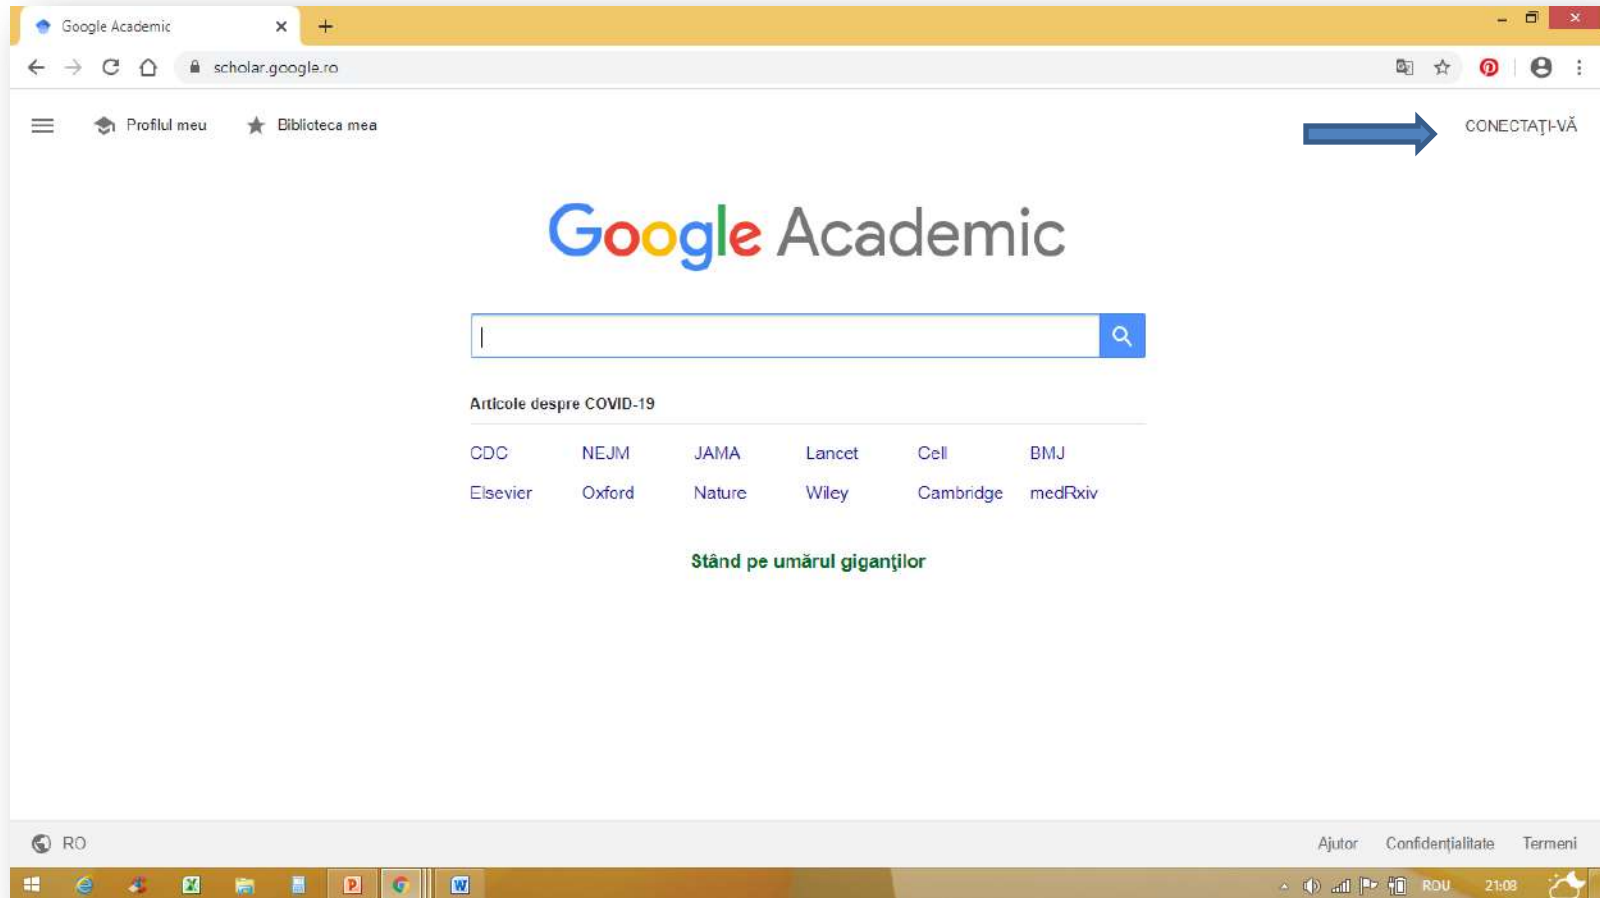 Google Academic
scholar.google.ro
Profilul meu
Biblioteca mea
CONECTAŢI-VĂ
Google Academic
Articole despre COVID-19
CDC NEJM JAMA Lancet Cell BMJ
Elsevier Oxford Nature Wiley Cambridge medRxiv
Stând pe umărul giganţilor
RO
Ajutor Confidențialitate Termeni
ROU 21:08